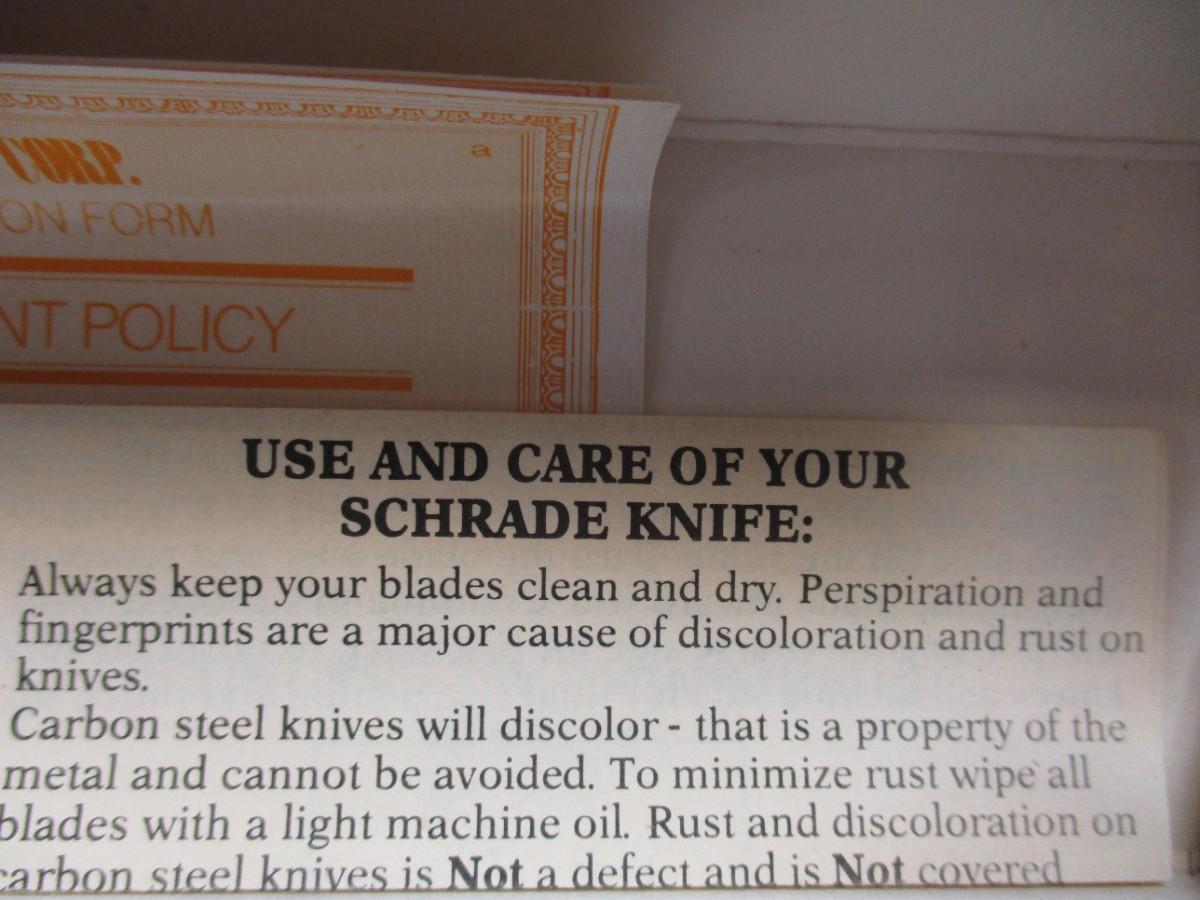 CORP.
a
ON FORM
NT POLICY
USE AND CARE OF YOUR
SCHRADE KNIFE:
Always keep your blades clean and dry. Perspiration and
fingerprints are a major cause of discoloration and rust on
knives.
Carbon steel knives will discolor - that is a property of the
metal and cannot be avoided. To minimize rust wipe all
blades with a light machine oil. Rust and discoloration on
carbon steel knives is Not a defect and is Not covered